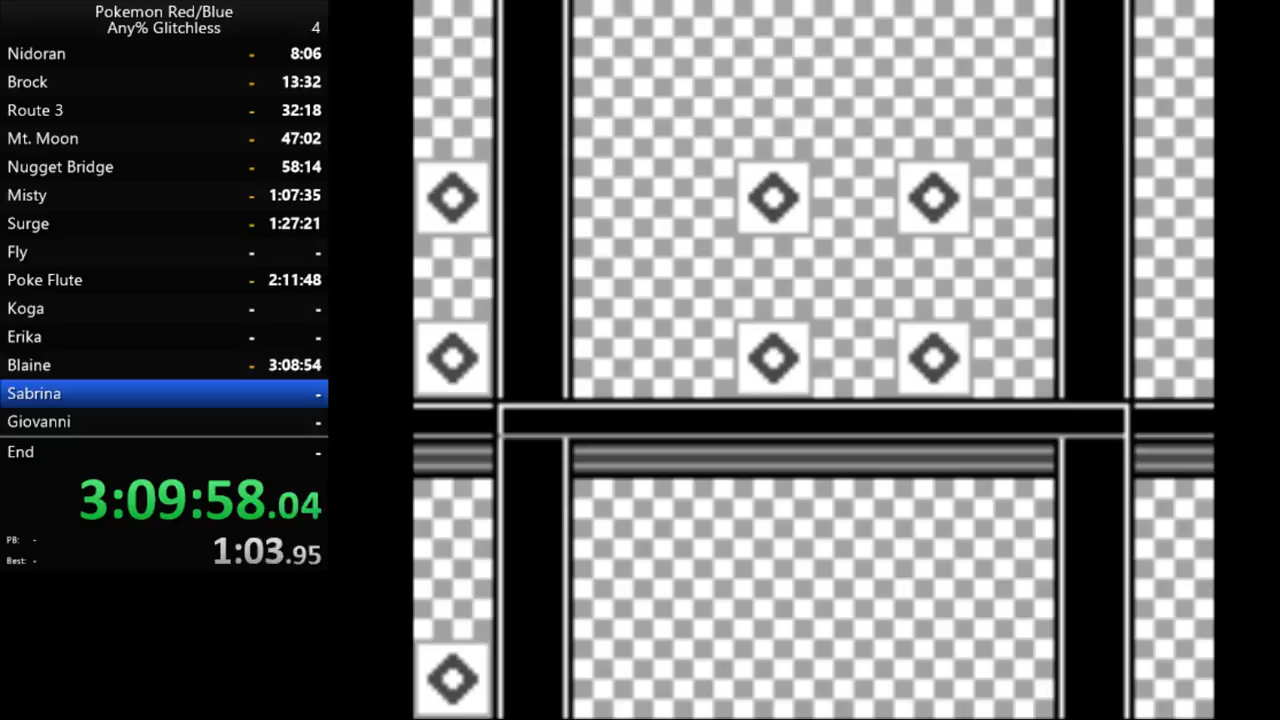 Pokemon Red/Blue
Any% Glitchless 4
Nidoran - 8:06
Brock - 13:32
Route 3 - 32:18
Mt. Moon - 47:02
Nugget Bridge - 58:14
Misty - 1:07:35
Surge - 1:27:21
Fly - -
Poke Flute - 2:11:48
Koga - -
Erika - -
Blaine - 3:08:54
Sabrina -
Giovanni -
End -
3:09:58.04
PB: - 1:03.95
Best: -